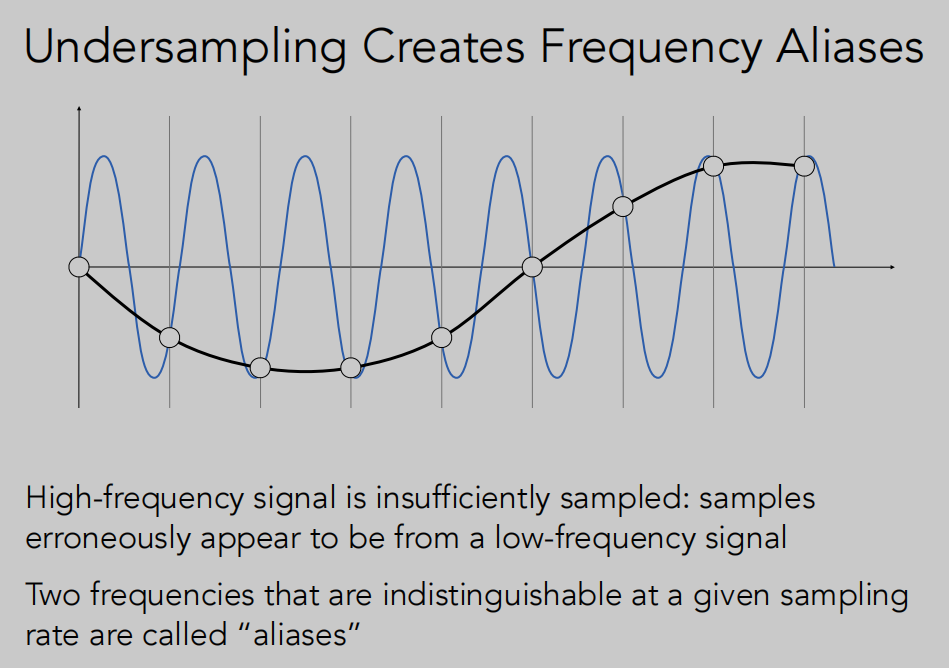 Undersampling Creates Frequency Aliases
High-frequency signal is insufficiently sampled: samples
erroneously appear to be from a low-frequency signal
Two frequencies that are indistinguishable at a given sampling
rate are called “aliases”